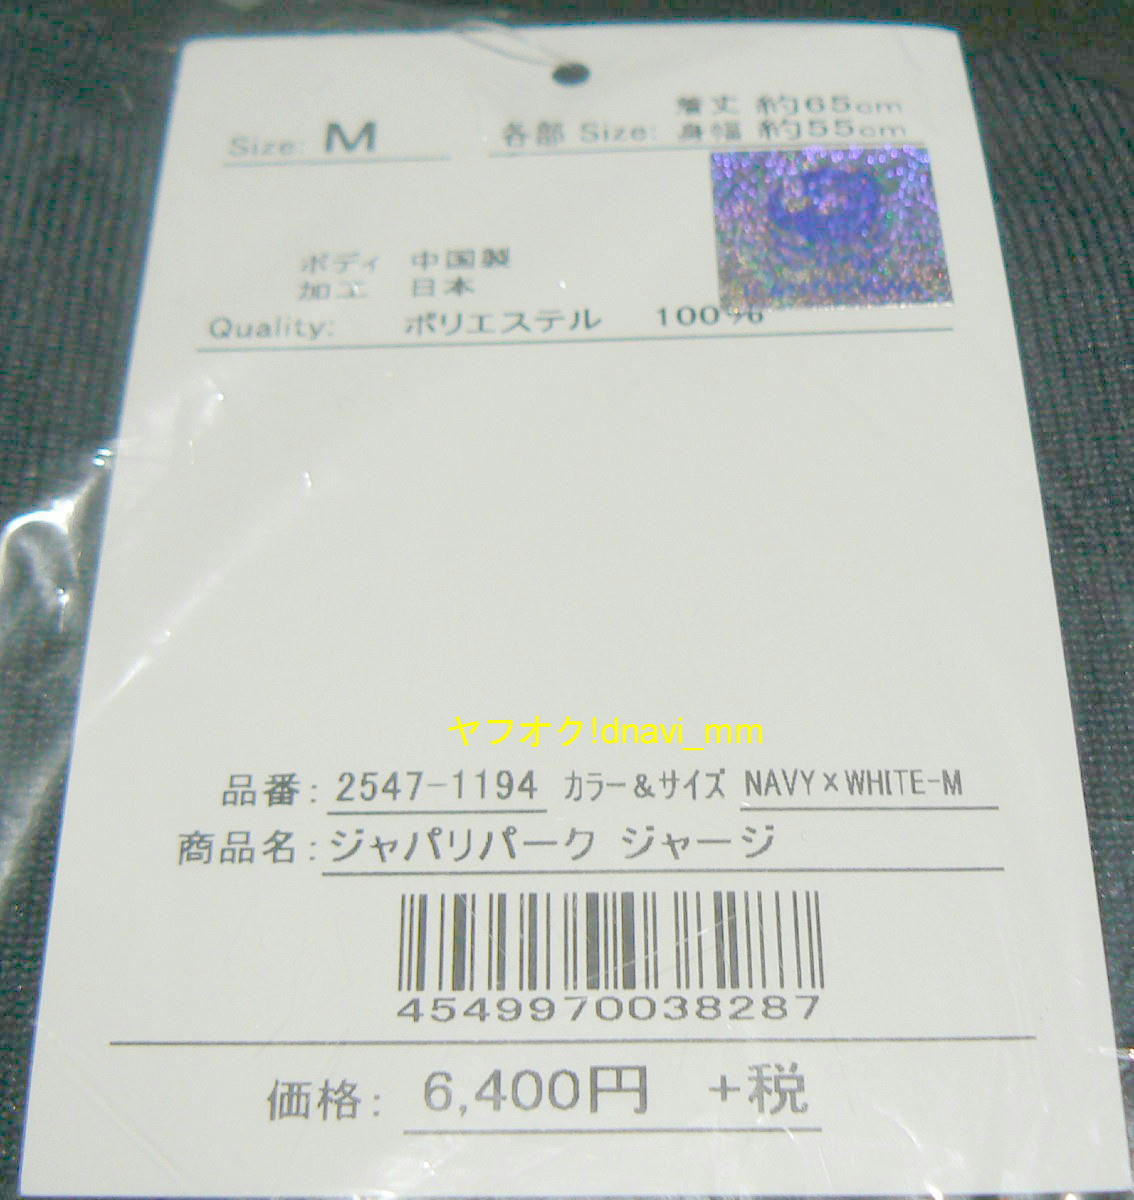 着丈 約65cm
Size: M 各部 Size: 身幅 約55cm
ボディ 中国製
加工 日本
Quality: ポリエステル 100%
ヤフオク!dnavi_mm
品番: 2547-1194 カラー&サイズ NAVY×WHITE-M
商品名: ジャパリパーク ジャージ
4549970038287
価格: 6,400円 +税